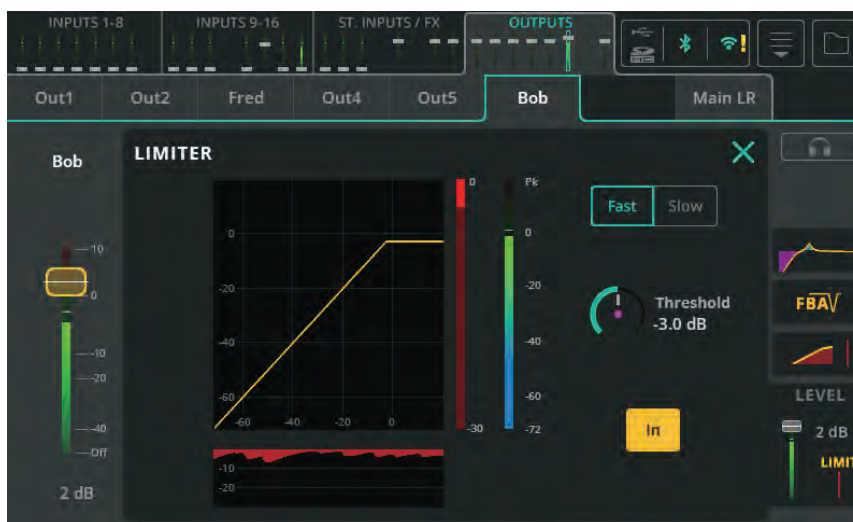 INPUTS 1-8 INPUTS 9-16 ST. INPUTS / FX OUTPUTS
Out1 Out2 Fred Out4 Out5 Bob Main LR
Bob
LIMITER
10
0
-10
-20
-40
-Off
2 dB
0
-20
-40
-60
-60 -40 -20 0
-10
-20
0
-30
Pk
0
-20
-40
-60
-72
Fast Slow
Threshold
-3.0 dB
In
FBA
LEVEL
2 dB
LIMIT